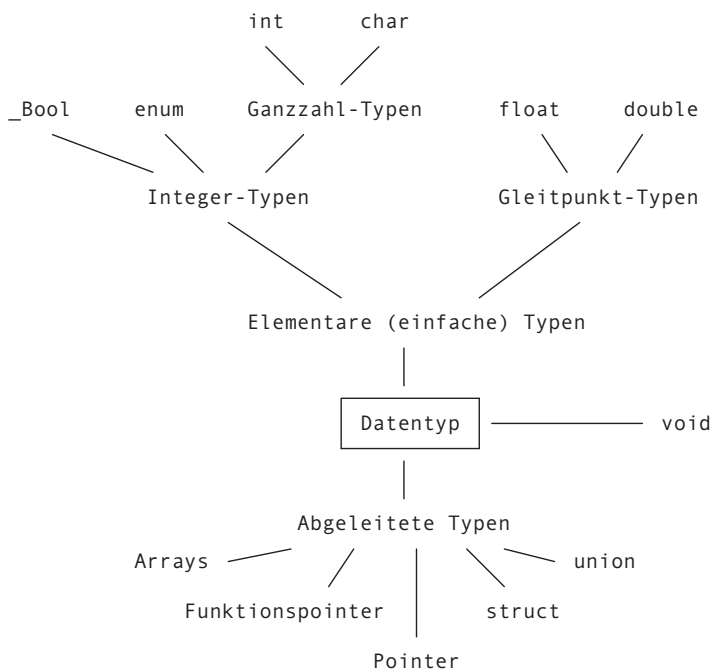 int char
_Bool enum Ganzzahl-Typen float double
Integer-Typen Gleitpunkt-Typen
Elementare (einfache) Typen
Datentyp void
Abgeleitete Typen
Arrays union
Funktionspointer struct
Pointer